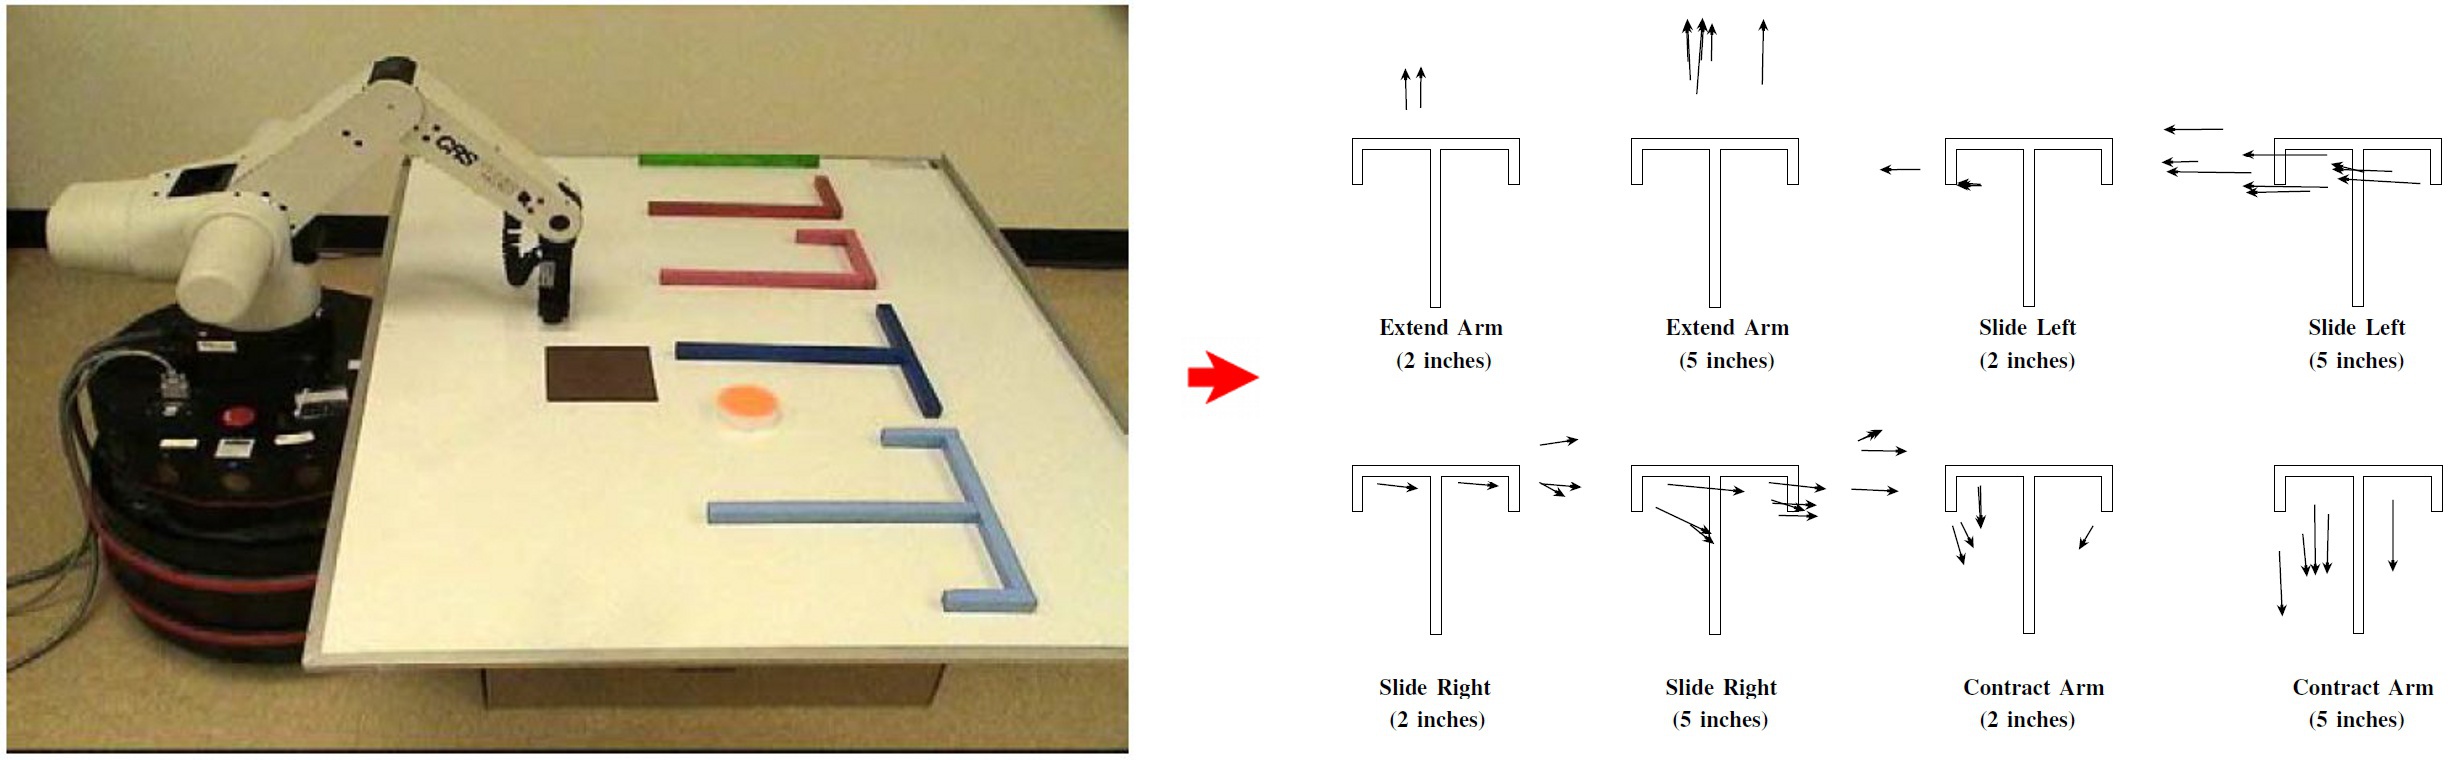 CRS
Extend Arm
(2 inches)
Extend Arm
(5 inches)
Slide Left
(2 inches)
Slide Left
(5 inches)
Slide Right
(2 inches)
Slide Right
(5 inches)
Contract Arm
(2 inches)
Contract Arm
(5 inches)